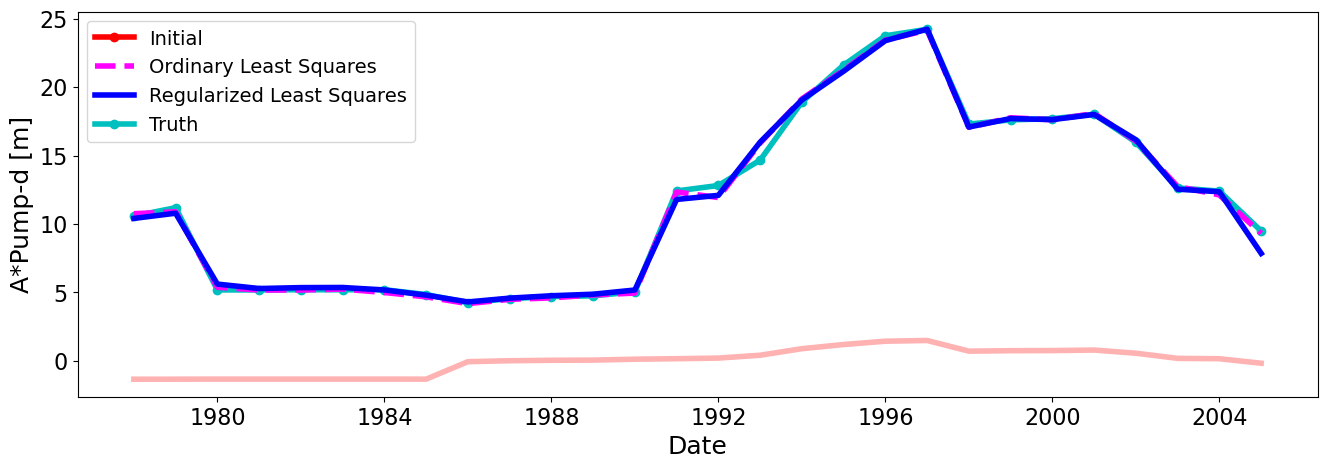 25
20
15
10
5
0
A*Pump-d [m]
Initial
Ordinary Least Squares
Regularized Least Squares
Truth
1980 1984 1988 1992 1996 2000 2004
Date